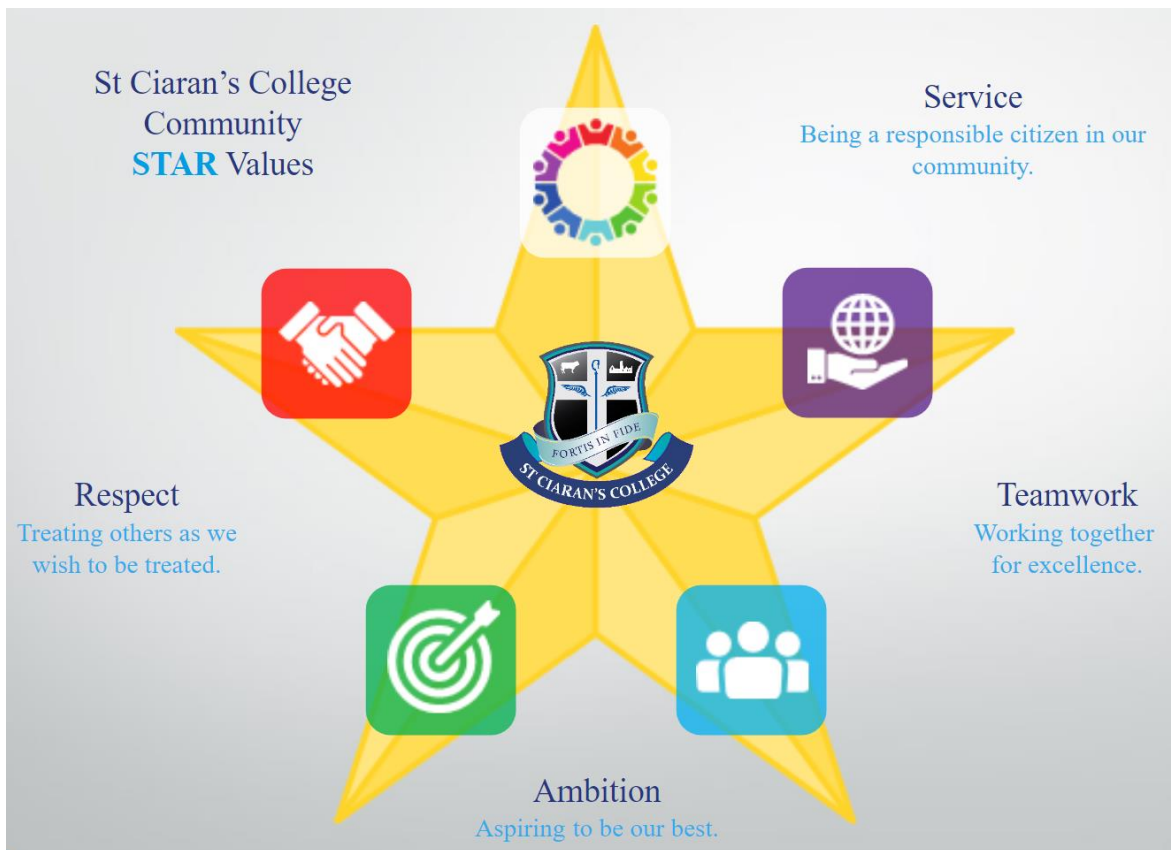 St Ciaran’s College
Community
STAR Values
Service
Being a responsible citizen in our
community.
Respect
Treating others as we
wish to be treated.
FORTIS IN FIDE
ST CIARAN'S COLLEGE
Teamwork
Working together
for excellence.
Ambition
Aspiring to be our best.